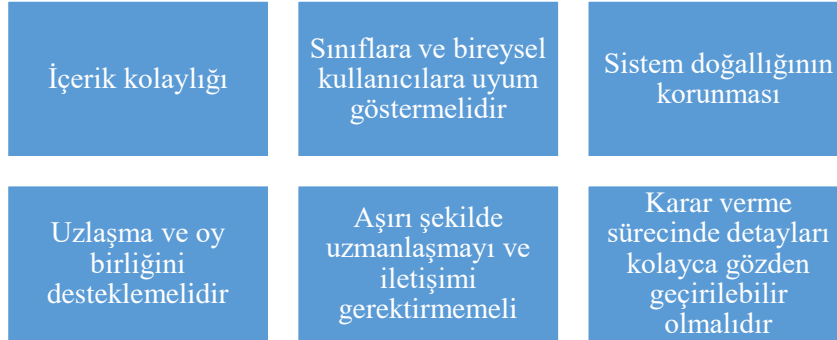 İçerik kolaylığı
Sınıflara ve bireysel
kullanıcılara uyum
göstermelidir
Sistem doğallığının
korunması
Uzlaşma ve oy
birliğini
desteklemelidir
Aşırı şekilde
uzmanlaşmayı ve
iletişimi
gerektirmemeli
Karar verme
sürecinde detayları
kolayca gözden
geçirilebilir
olmalıdır